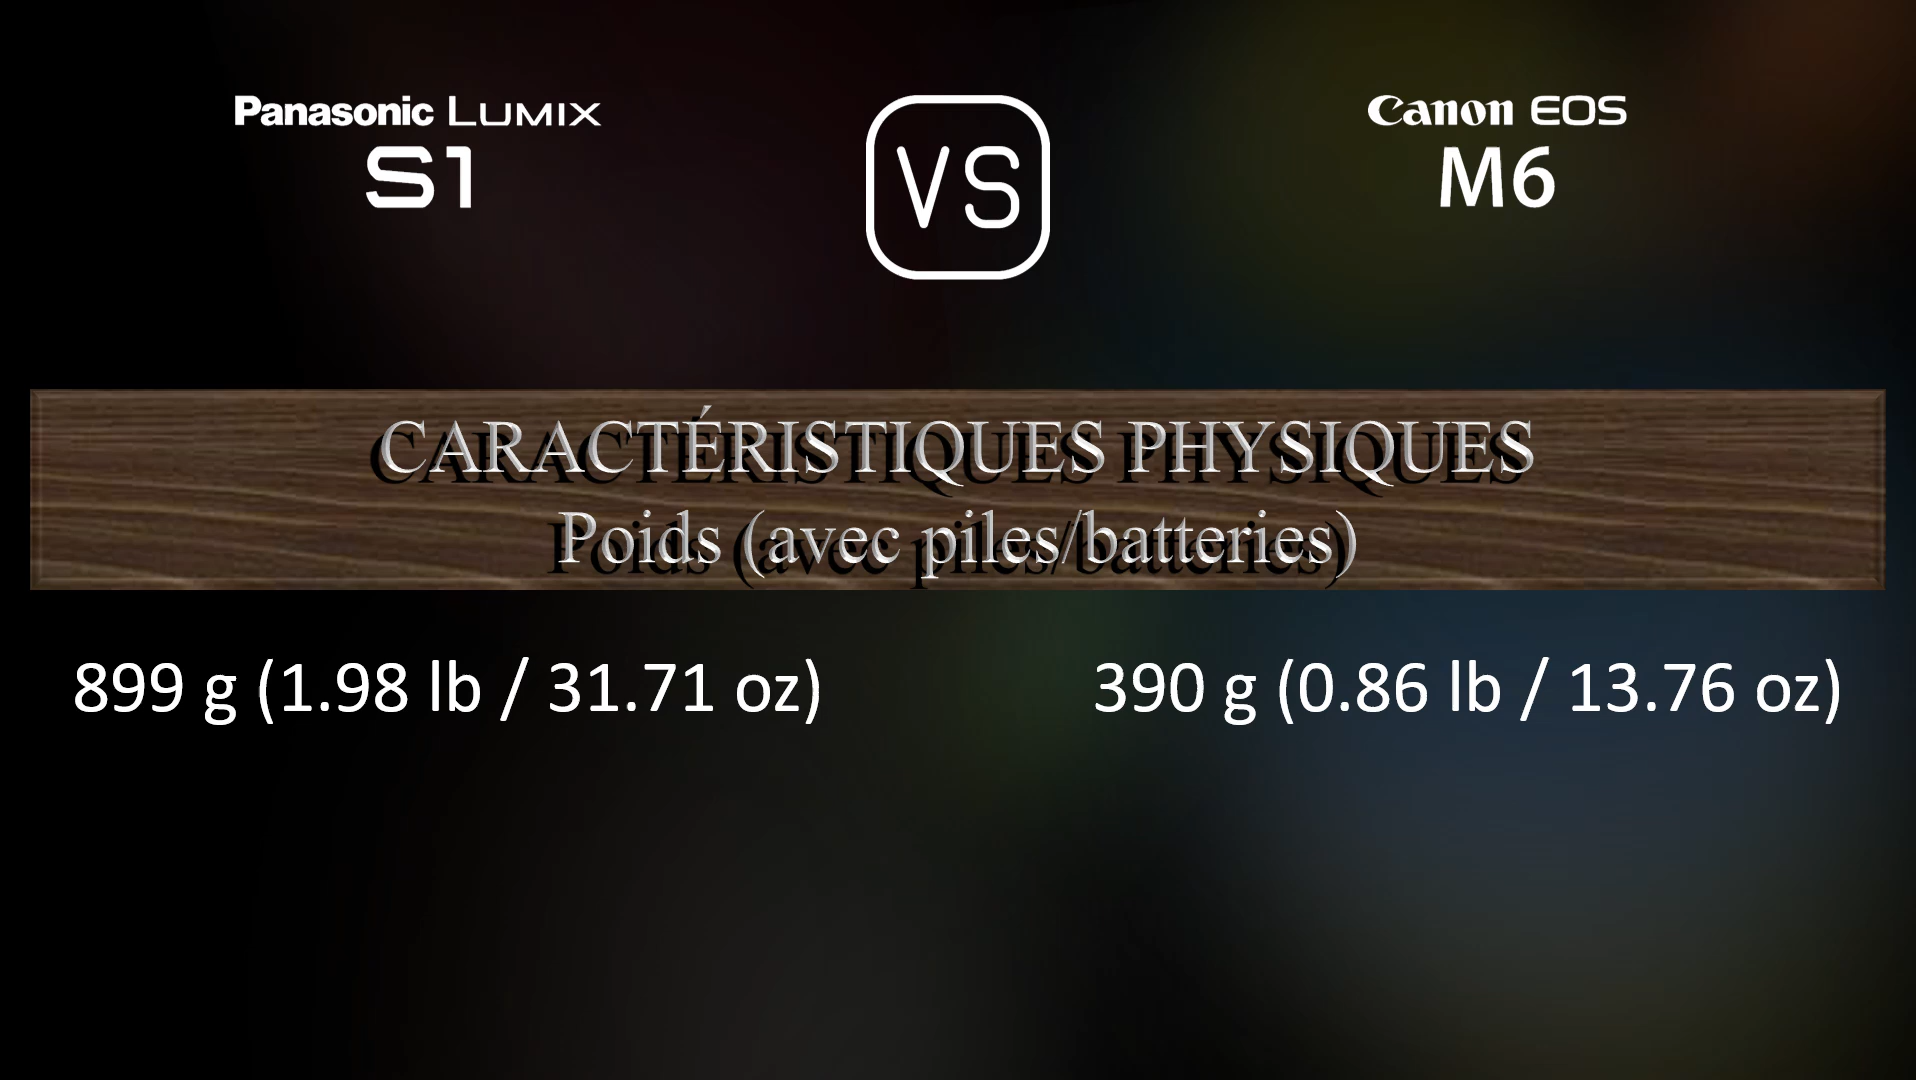 Panasonic LUMIX
S1
VS
Canon EOS
M6
CARACTÉRISTIQUES PHYSIQUES
Poids (avec piles/batteries)
899 g (1.98 lb / 31.71 oz)
390 g (0.86 lb / 13.76 oz)